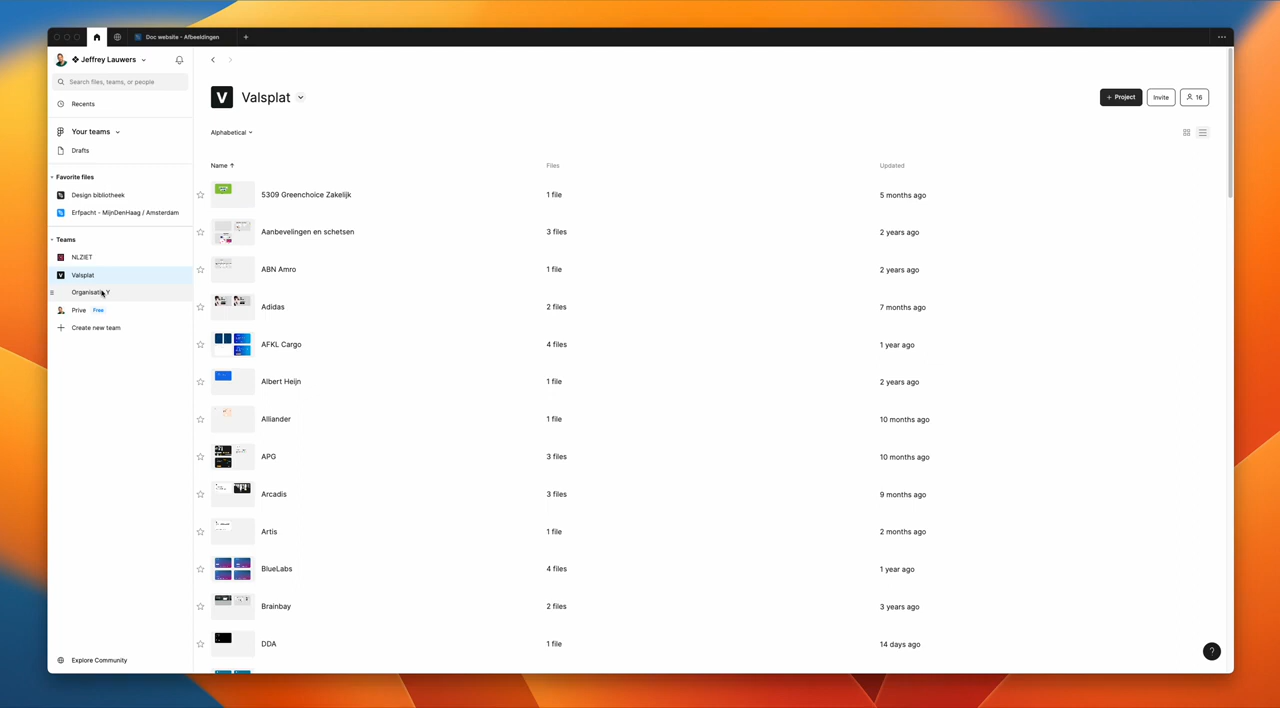 Doc website - Afbeeldingen
Jeffrey Lauwers
Search files, teams, or people
Recents
Your teams
Drafts
Favorite files
Design bibliotheek
Erfpacht - MijnDenHaag / Amsterdam
Teams
NLZIET
V Valsplat
Prive Free
Create new team
Explore Community
V Valsplat
+ Project Invite 16
Alphabetical
Name ↑ Files Updated
5309 Greenchoice Zakelijk 1 file 5 months ago
Aanbevelingen en schetsen 3 files 2 years ago
ABN Amro 1 file 2 years ago
Adidas 2 files 7 months ago
AFKL Cargo 4 files 1 year ago
Albert Heijn 1 file 2 years ago
Alliander 1 file 10 months ago
APG 3 files 10 months ago
Arcadis 3 files 9 months ago
Artis 1 file 2 months ago
BlueLabs 4 files 1 year ago
Brainbay 2 files 3 years ago
DDA 1 file 14 days ago
?